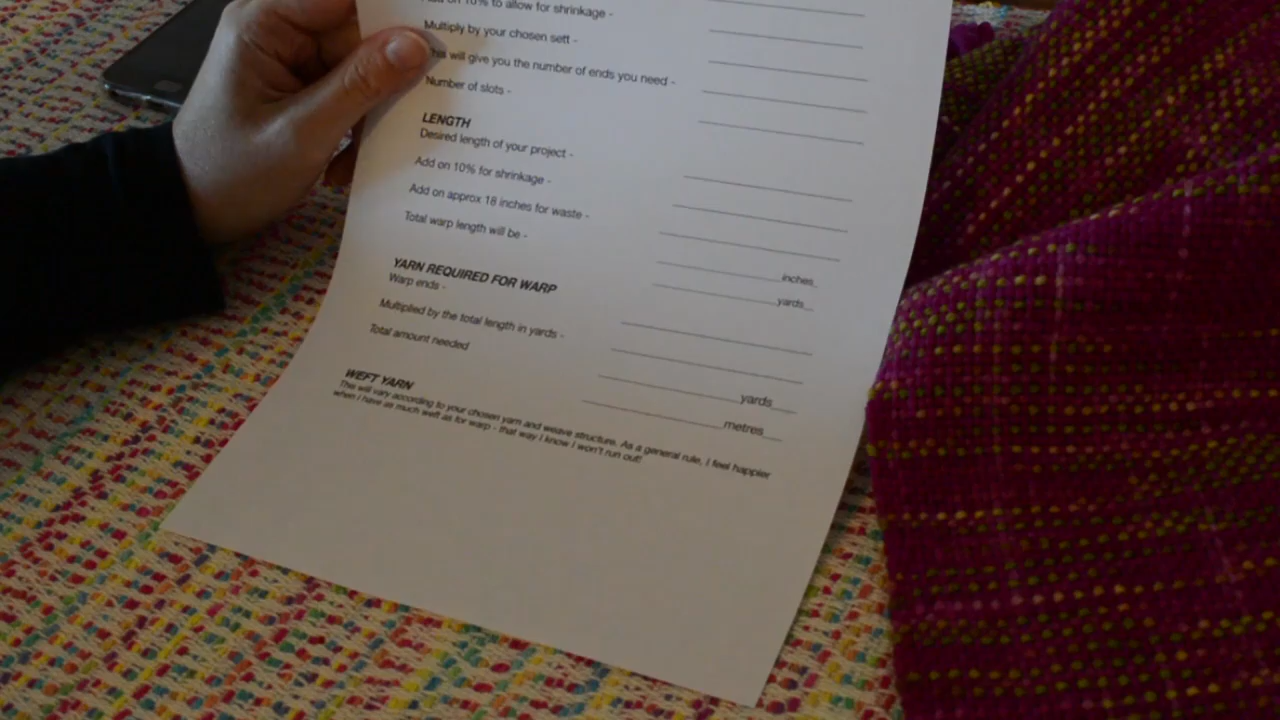 10% to allow for shrinkage -
Multiply by your chosen sett -
will give you the number of ends you need -
Number of slots -
LENGTH
Desired length of your project -
Add on 10% for shrinkage -
Add on approx 18 inches for waste -
Total warp length will be -
inches
yards
YARN REQUIRED FOR WARP
Warp ends -
Multiplied by the total length in yards -
Total amount needed
yards
metres
WEFT YARN
This will vary according to your chosen yarn and weave structure. As a general rule, I feel happier
when I have as much weft as for warp - that way I know I won't run out!